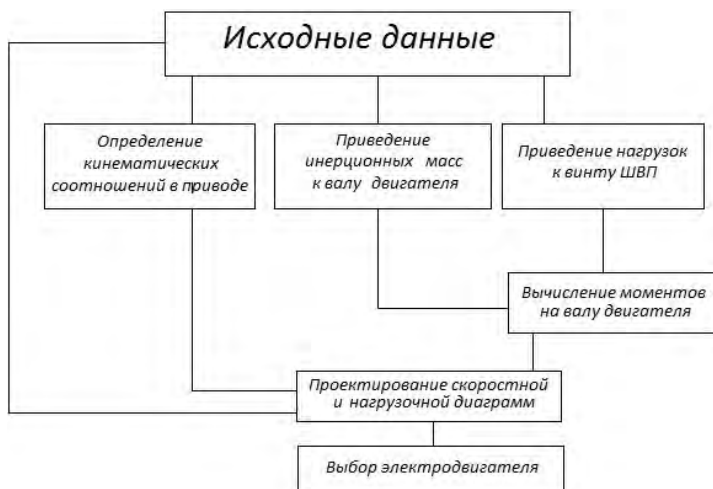 Исходные данные
Определение
кинематических
соотношений в приводе
Приведение
инерционных масс
к валу двигателя
Приведение нагрузок
к винту ШВП
Вычисление моментов
на валу двигателя
Проектирование скоростной
и нагрузочной диаграмм
Выбор электродвигателя